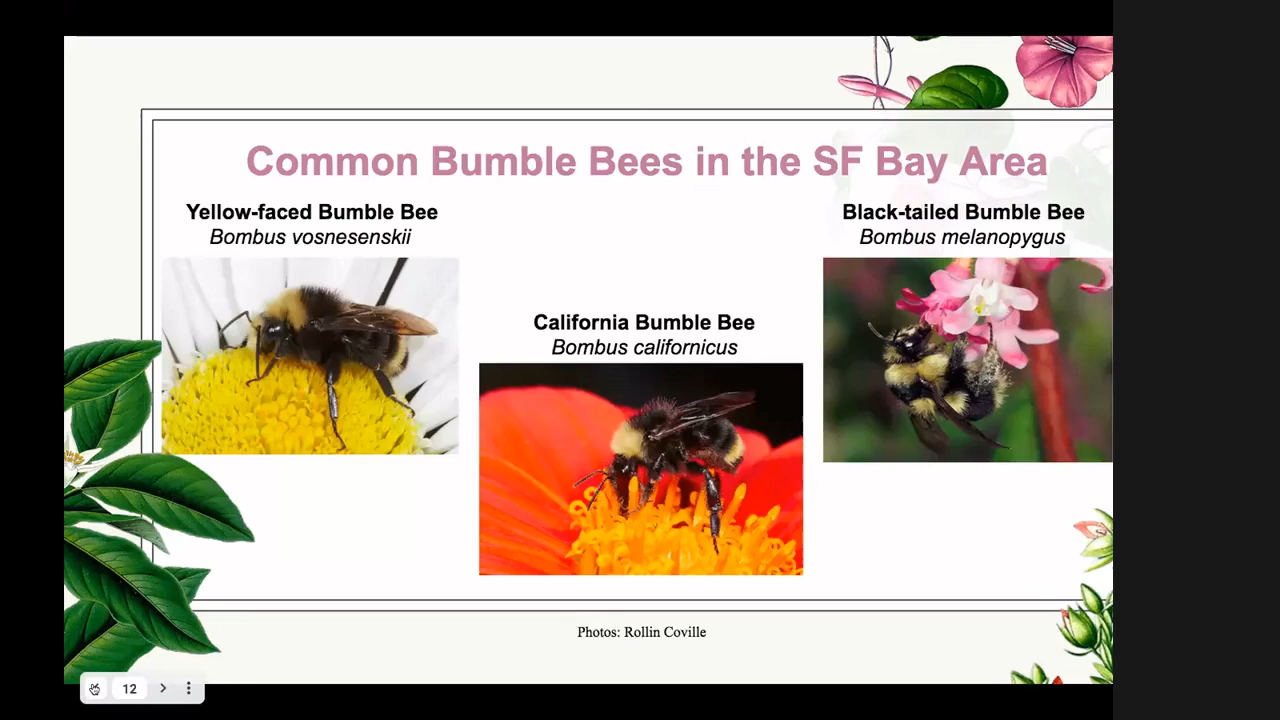 Common Bumble Bees in the SF Bay Area
Yellow-faced Bumble Bee
Bombus vosnesenskii
California Bumble Bee
Bombus californicus
Black-tailed Bumble Bee
Bombus melanopygus
Photos: Rollin Coville
12